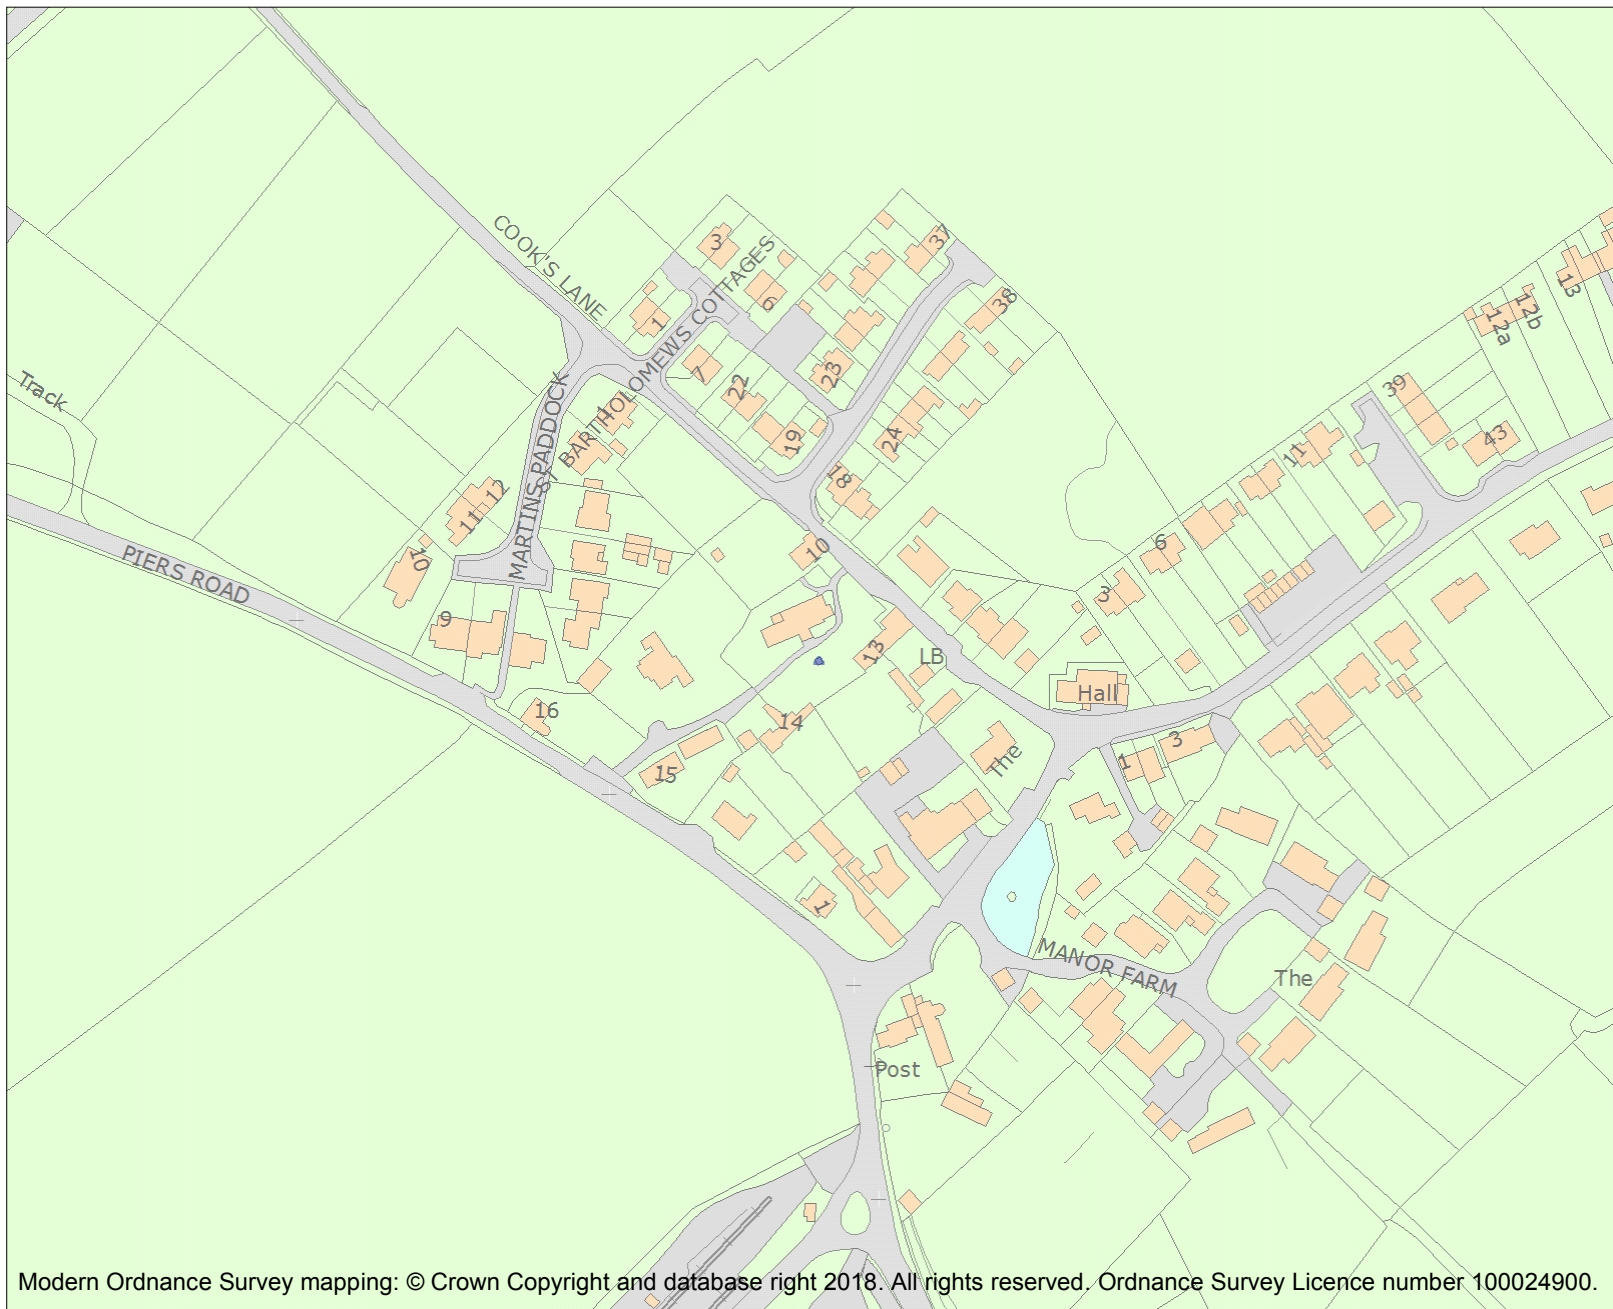 COOK'S LANE
3
ST BARTHOLOMEWS COTTAGES
6
1
37
38
7
22
23
19
24
18
1
MARTINS PADDOCK
12
11
10
9
Track
PIERS ROAD
10
13
LB
14
15
16
Hall
3
6
11
39
43
12a
12b
13
1
3
The
1
MANOR FARM
The
Post
Modern Ordnance Survey mapping: © Crown Copyright and database right 2018. All rights reserved. Ordnance Survey Licence number 100024900.